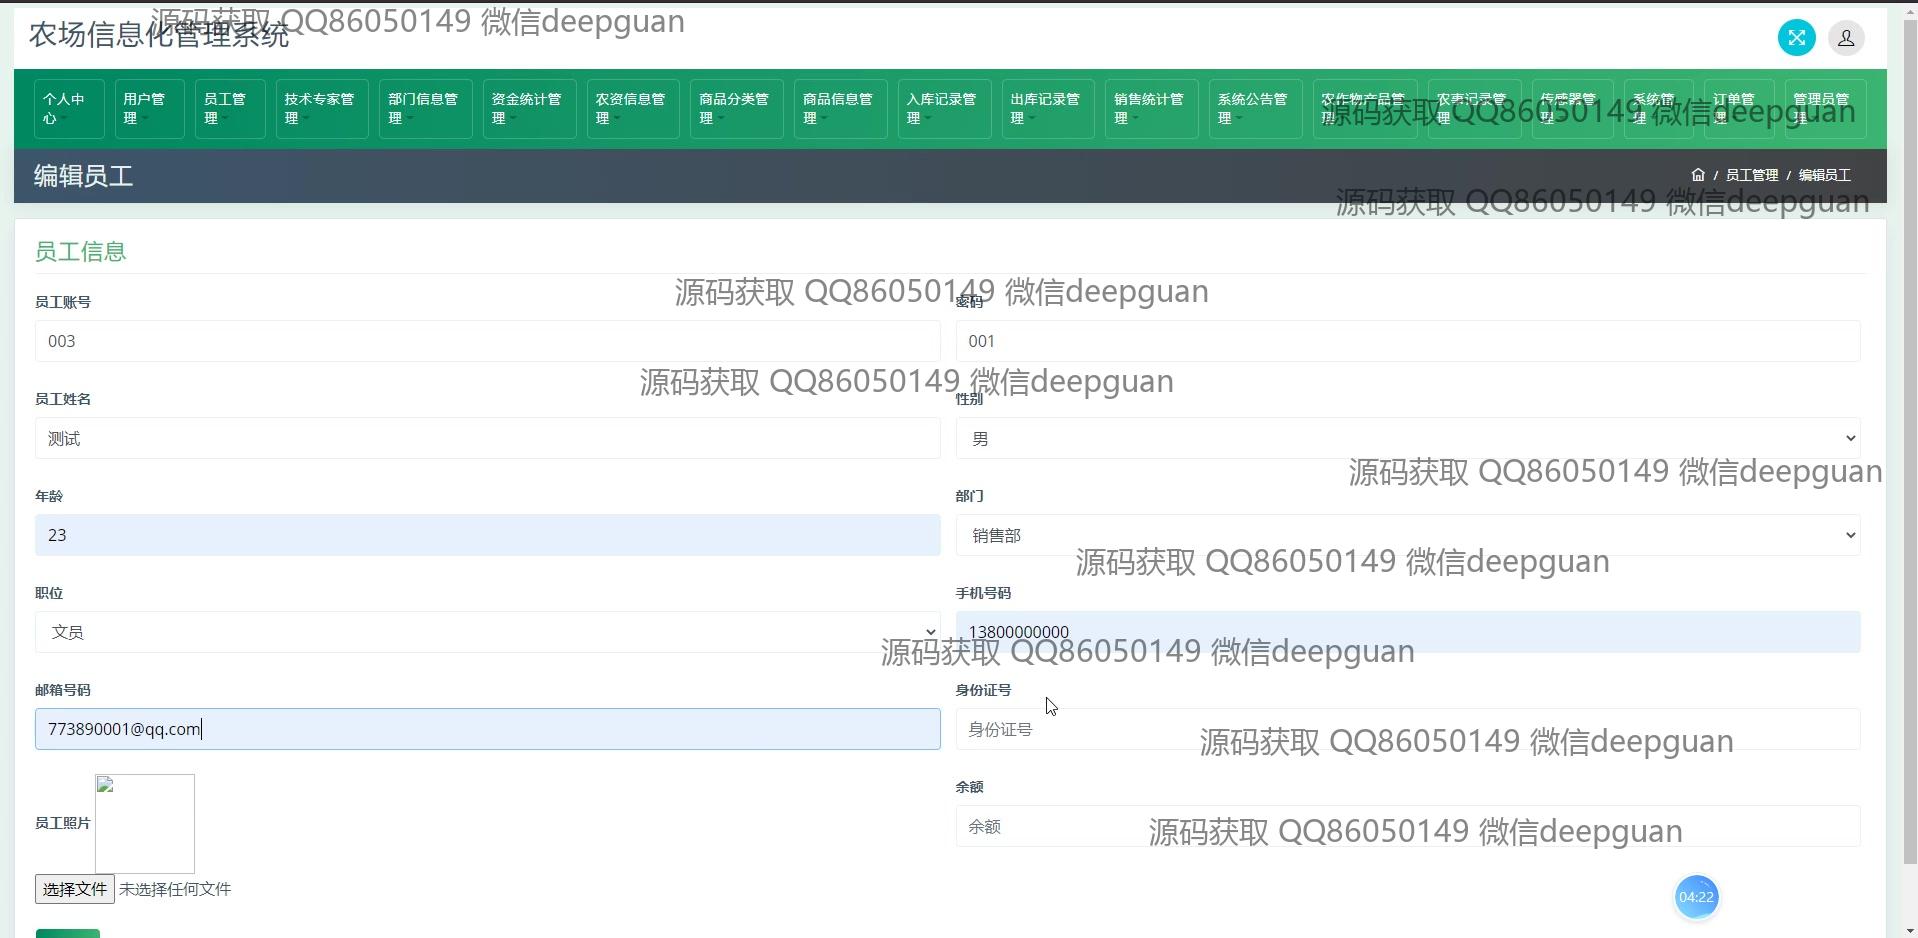 农场信息化管理系统
源码获取 QQ86050149 微信deepguan
个人中心
用户管理
员工管理
技术专家管理
部门信息管理
资金统计管理
农资信息管理
商品分类管理
商品信息管理
入库记录管理
出库记录管理
销售统计管理
系统公告管理
农作物产品管理
农事记录管理
传感器管理
系统管理
订单管理
管理员管理
源码获取 QQ86050149 微信deepguan
编辑员工
/ 员工管理 / 编辑员工
源码获取 QQ86050149 微信deepguan
员工信息
源码获取 QQ86050149 微信deepguan
员工账号
密码
003
001
源码获取 QQ86050149 微信deepguan
员工姓名
性别
测试
男
源码获取 QQ86050149 微信deepguan
年龄
部门
23
销售部
源码获取 QQ86050149 微信deepguan
职位
手机号码
文员
13800000000
源码获取 QQ86050149 微信deepguan
邮箱号码
身份证号
773890001@qq.com
身份证号
源码获取 QQ86050149 微信deepguan
员工照片
余额
余额
源码获取 QQ86050149 微信deepguan
选择文件 未选择任何文件
04:22